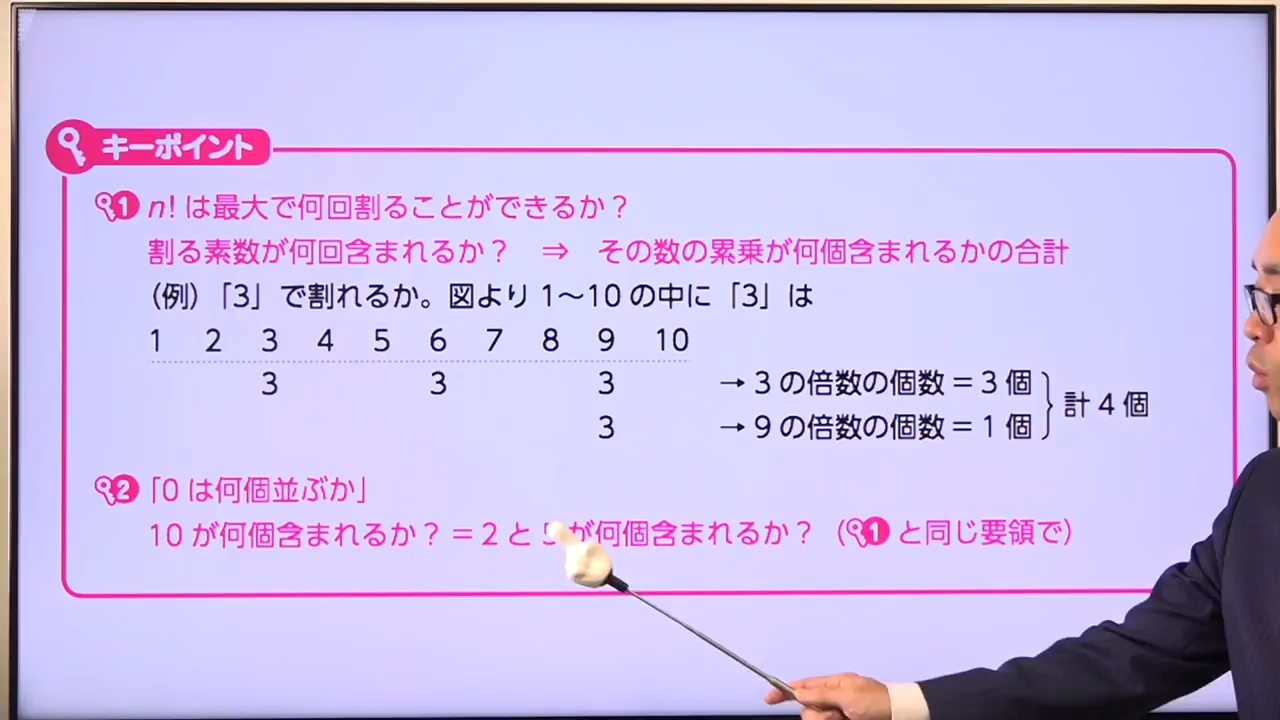 キーポイント
1 n! は最大で何回割ることができるか？
割る素数が何回含まれるか？ ⇒ その数の累乗が何個含まれるかの合計
(例)「3」で割れるか。図より 1～10 の中に「3」は
1 2 3 4 5 6 7 8 9 10
3 3 3 → 3 の倍数の個数 = 3 個
計 4 個
3 → 9 の倍数の個数 = 1 個
2 「0 は何個並ぶか」
10 が何個含まれるか？ = 2 と 5 が何個含まれるか？ (1 と同じ要領で)